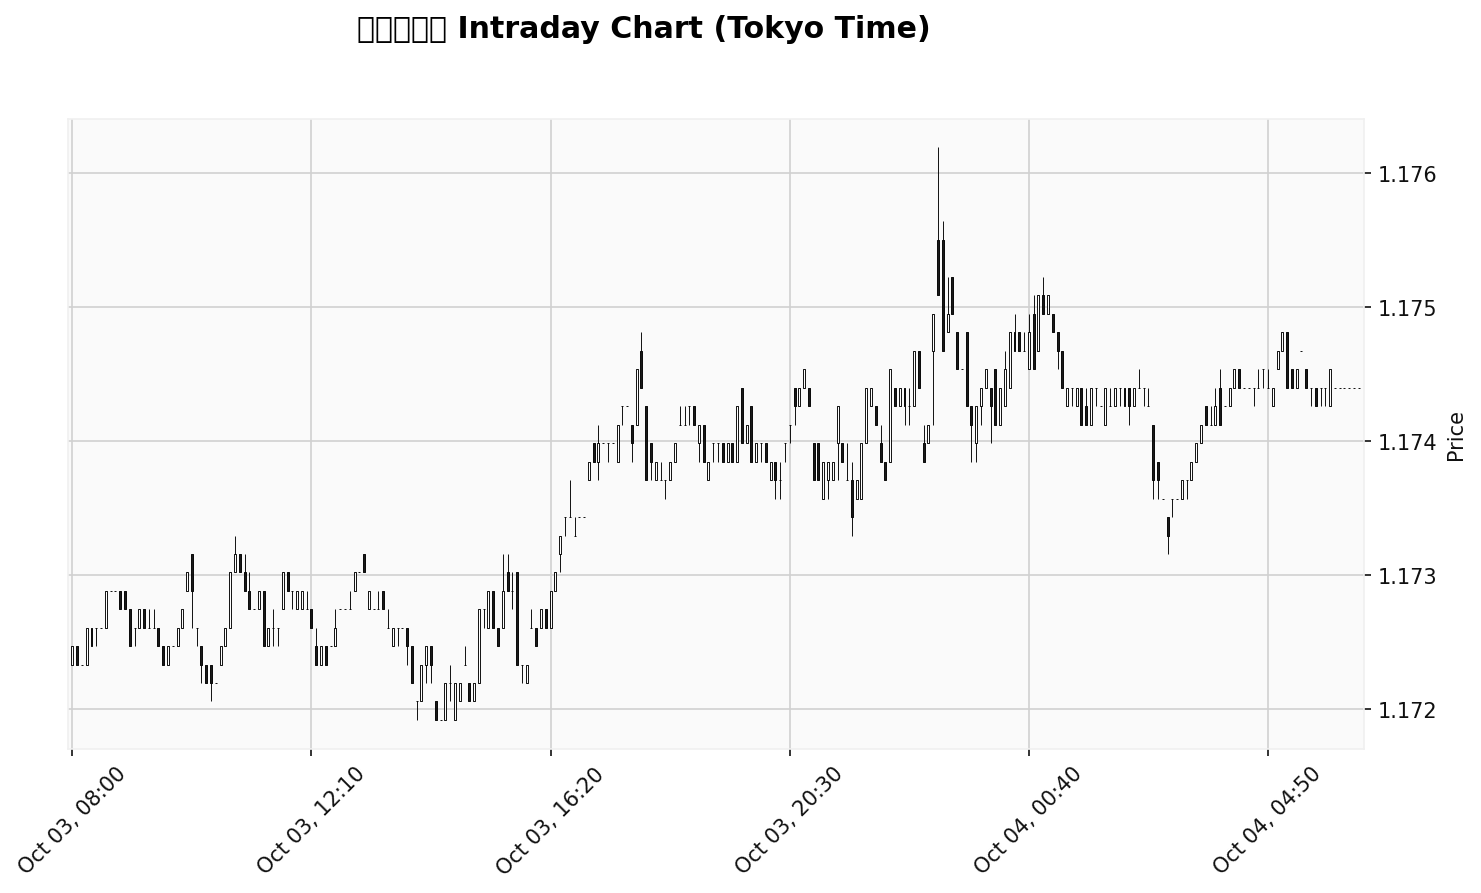 Intraday Chart (Tokyo Time)
1.176
1.175
1.174
1.173
1.172
Price
Oct 03, 08:00
Oct 03, 12:10
Oct 03, 16:20
Oct 03, 20:30
Oct 04, 00:40
Oct 04, 04:50